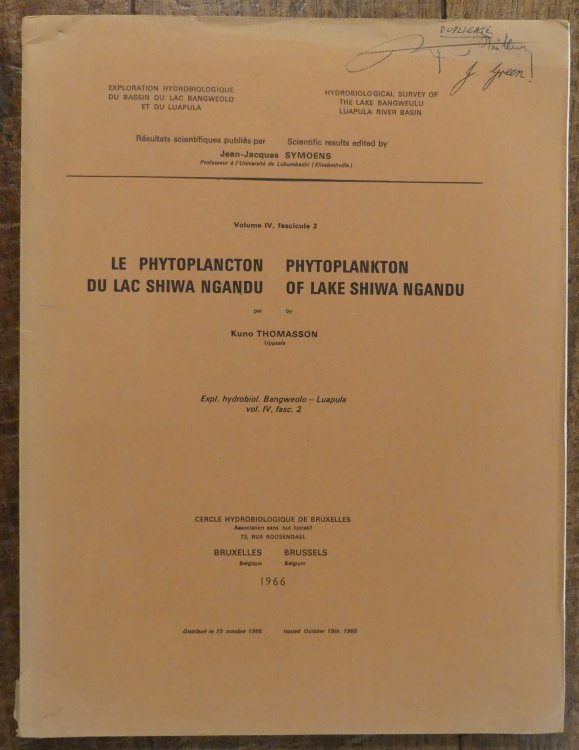 DUPLICATE
J Green
EXPLORATION HYDROBIOLOGIQUE
DU BASSIN DU LAC BANGWEOLO
ET DU LUAPULA
HYDROBIOLOGICAL SURVEY OF
THE LAKE BANGWEULU
LUAPULA RIVER BASIN
Résultats scientifiques publiés par Scientific results edited by
Jean-Jacques SYMOENS
Professeur à l'Université de Lubumbashi (Elisabethville)
Volume IV, fascicule 2
LE PHYTOPLANCTON
DU LAC SHIWA NGANDU
PHYTOPLANKTON
OF LAKE SHIWA NGANDU
par by
Kuno THOMASSON
Uppsala
Expl. hydrobiol. Bangweolo – Luapula
vol. IV, fasc. 2
CERCLE HYDROBIOLOGIQUE DE BRUXELLES
Association sans but lucratif
73, RUE ROOSENDAEL
BRUXELLES BRUSSELS
Belgique Belgium
1966
Distribué le 15 octobre 1966 Issued October 15th, 1966